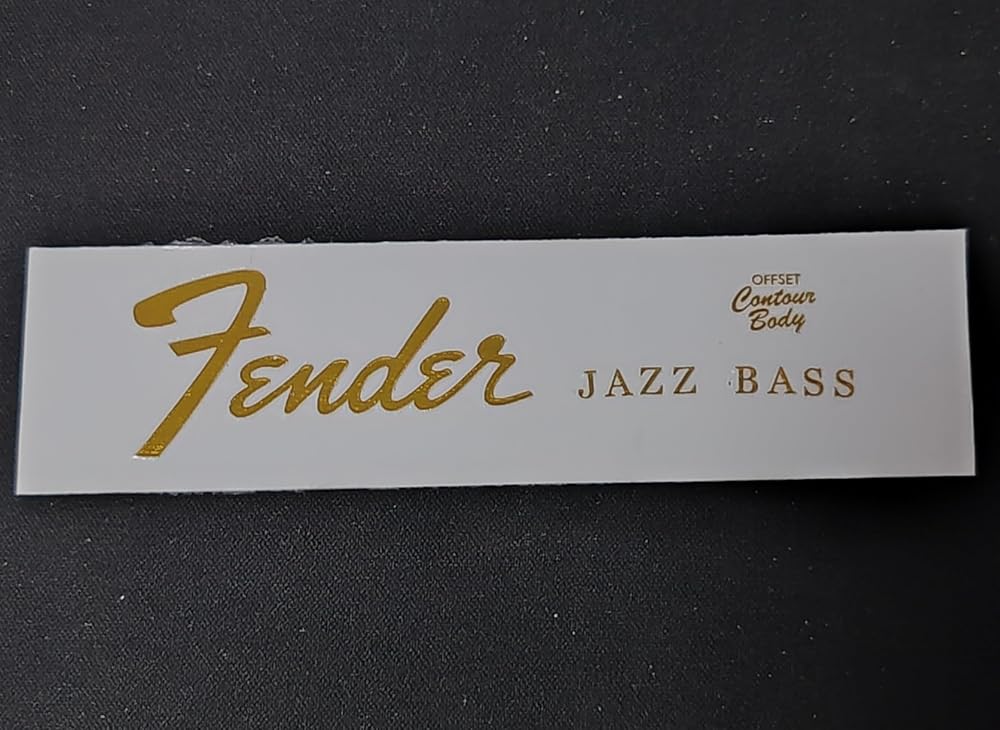 Fender
OFFSET
Contour
Body
JAZZ BASS